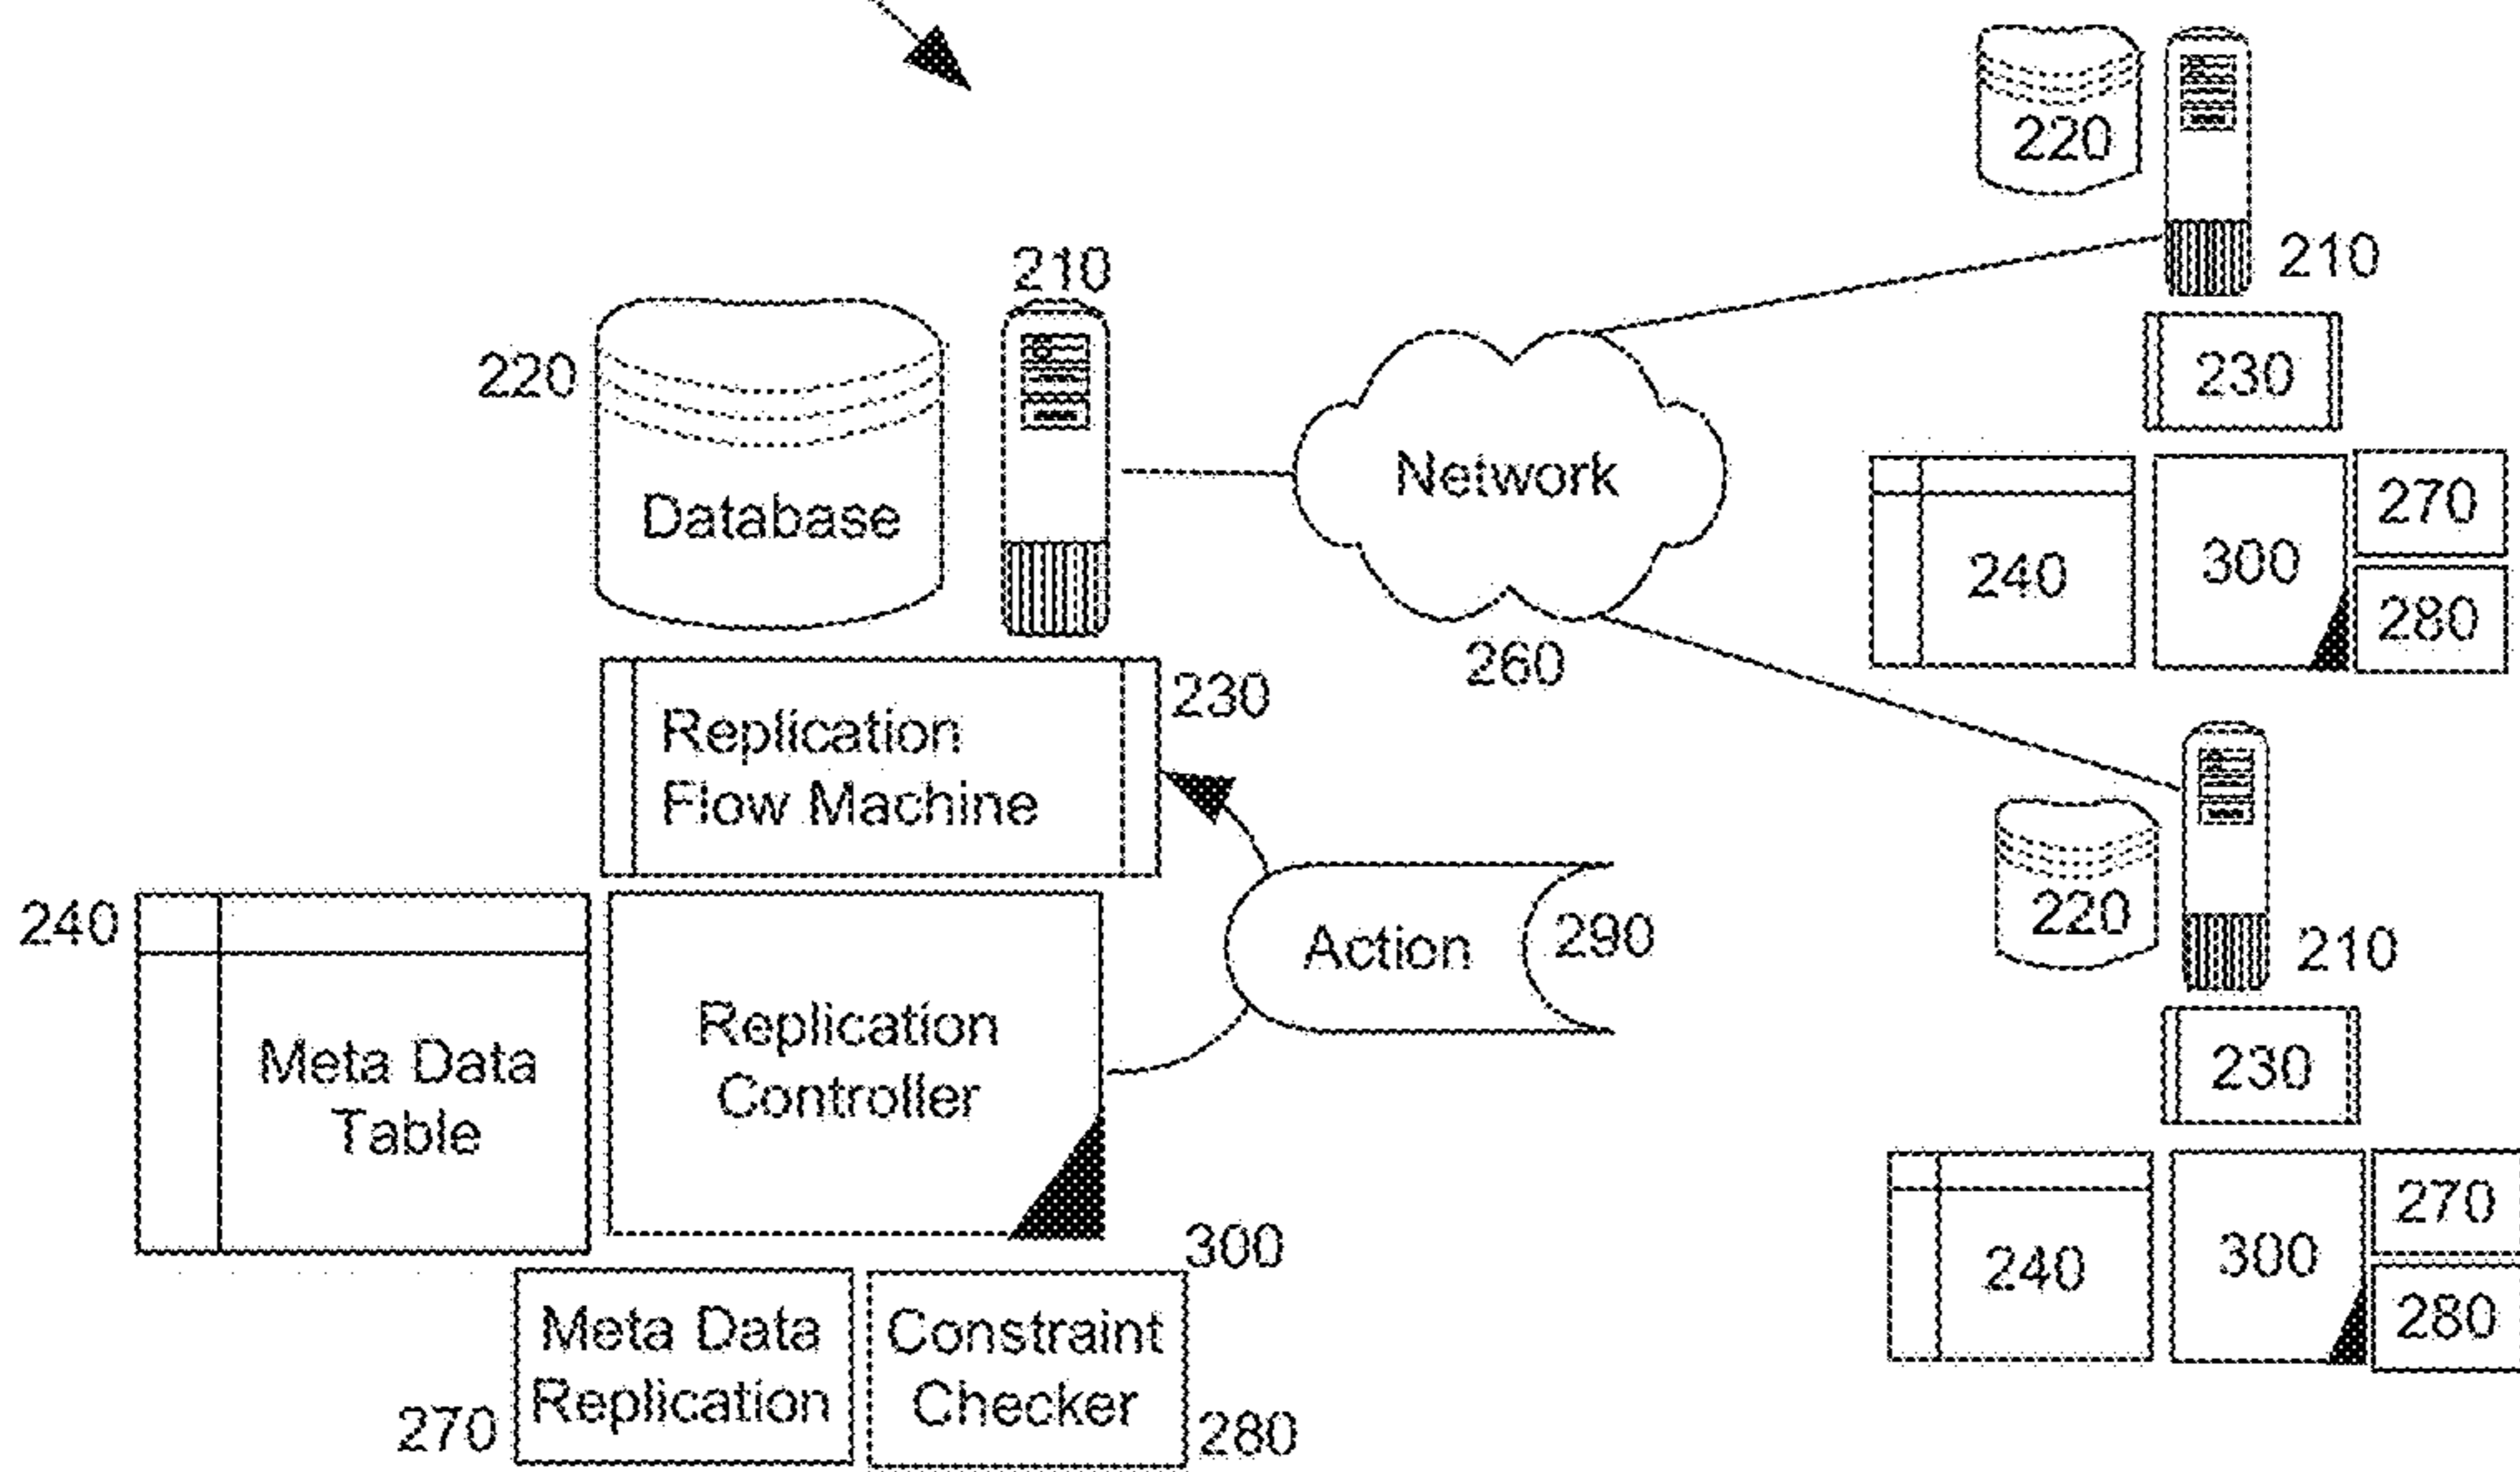 210
220
Database
Network
260
230
Replication
Flow Machine
240
Meta Data
Table
Replication
Controller
300
Action
290
Meta Data
Replication
270
Constraint
Checker
280
220
210
230
240
300
270
280
220
210
230
240
300
270
280